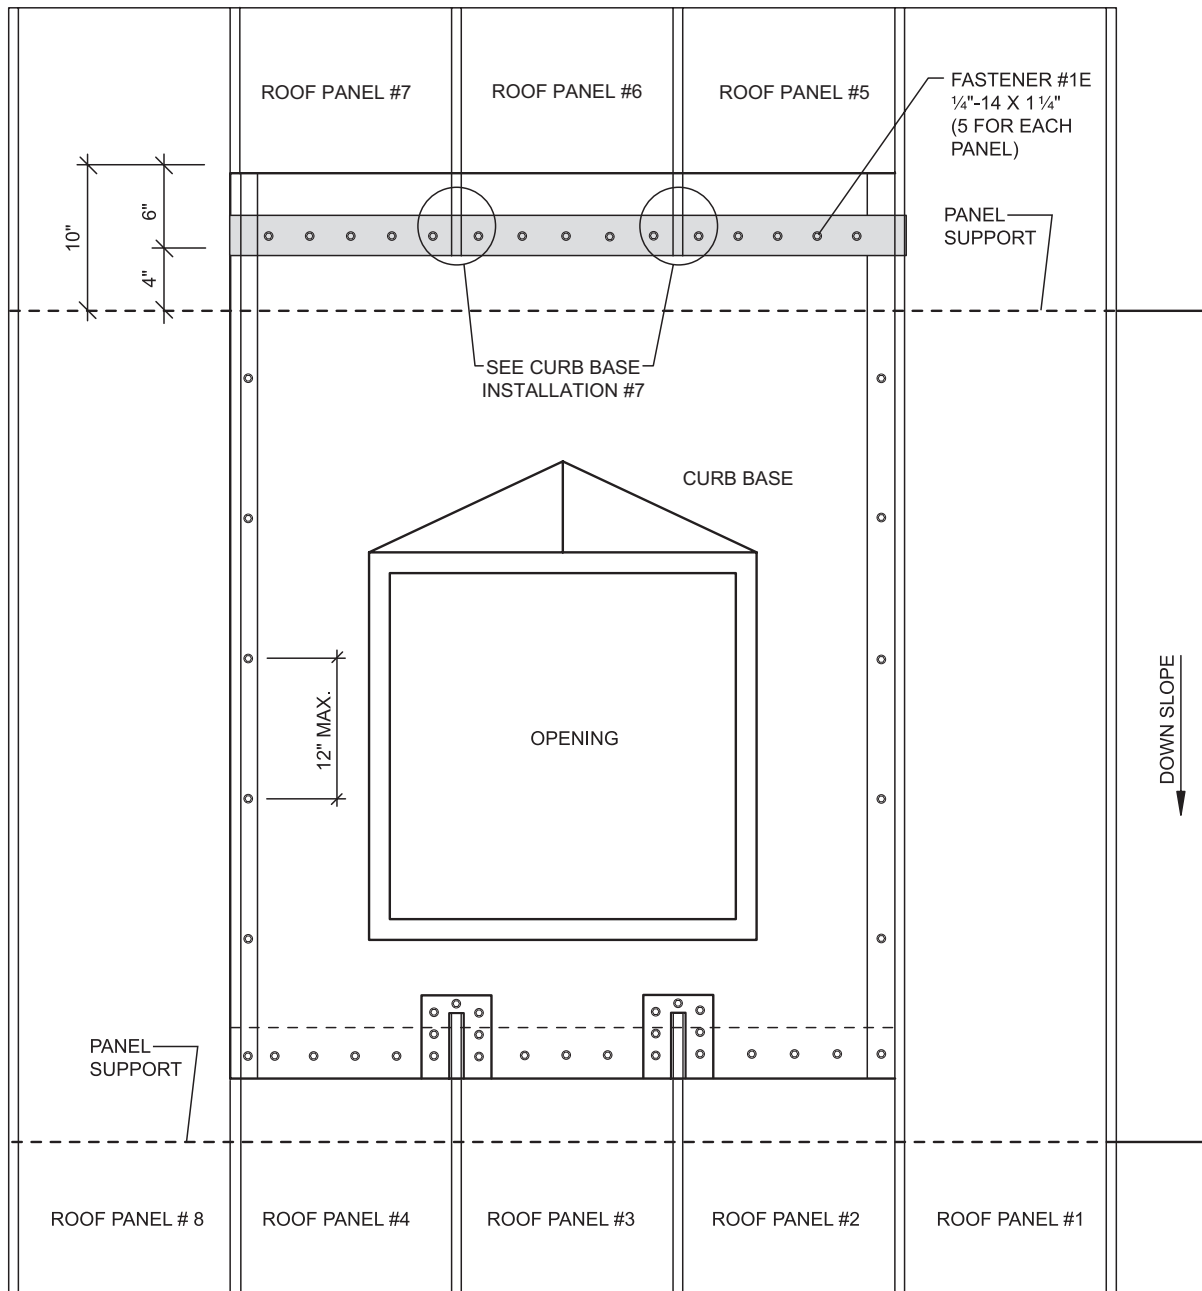 ROOF PANEL #7
ROOF PANEL #6
ROOF PANEL #5
FASTENER #1E
¼"-14 X 1¼"
(5 FOR EACH
PANEL)
10"
6"
4"
PANEL
SUPPORT
SEE CURB BASE
INSTALLATION #7
CURB BASE
12" MAX.
OPENING
DOWN SLOPE
PANEL
SUPPORT
ROOF PANEL # 8
ROOF PANEL #4
ROOF PANEL #3
ROOF PANEL #2
ROOF PANEL #1